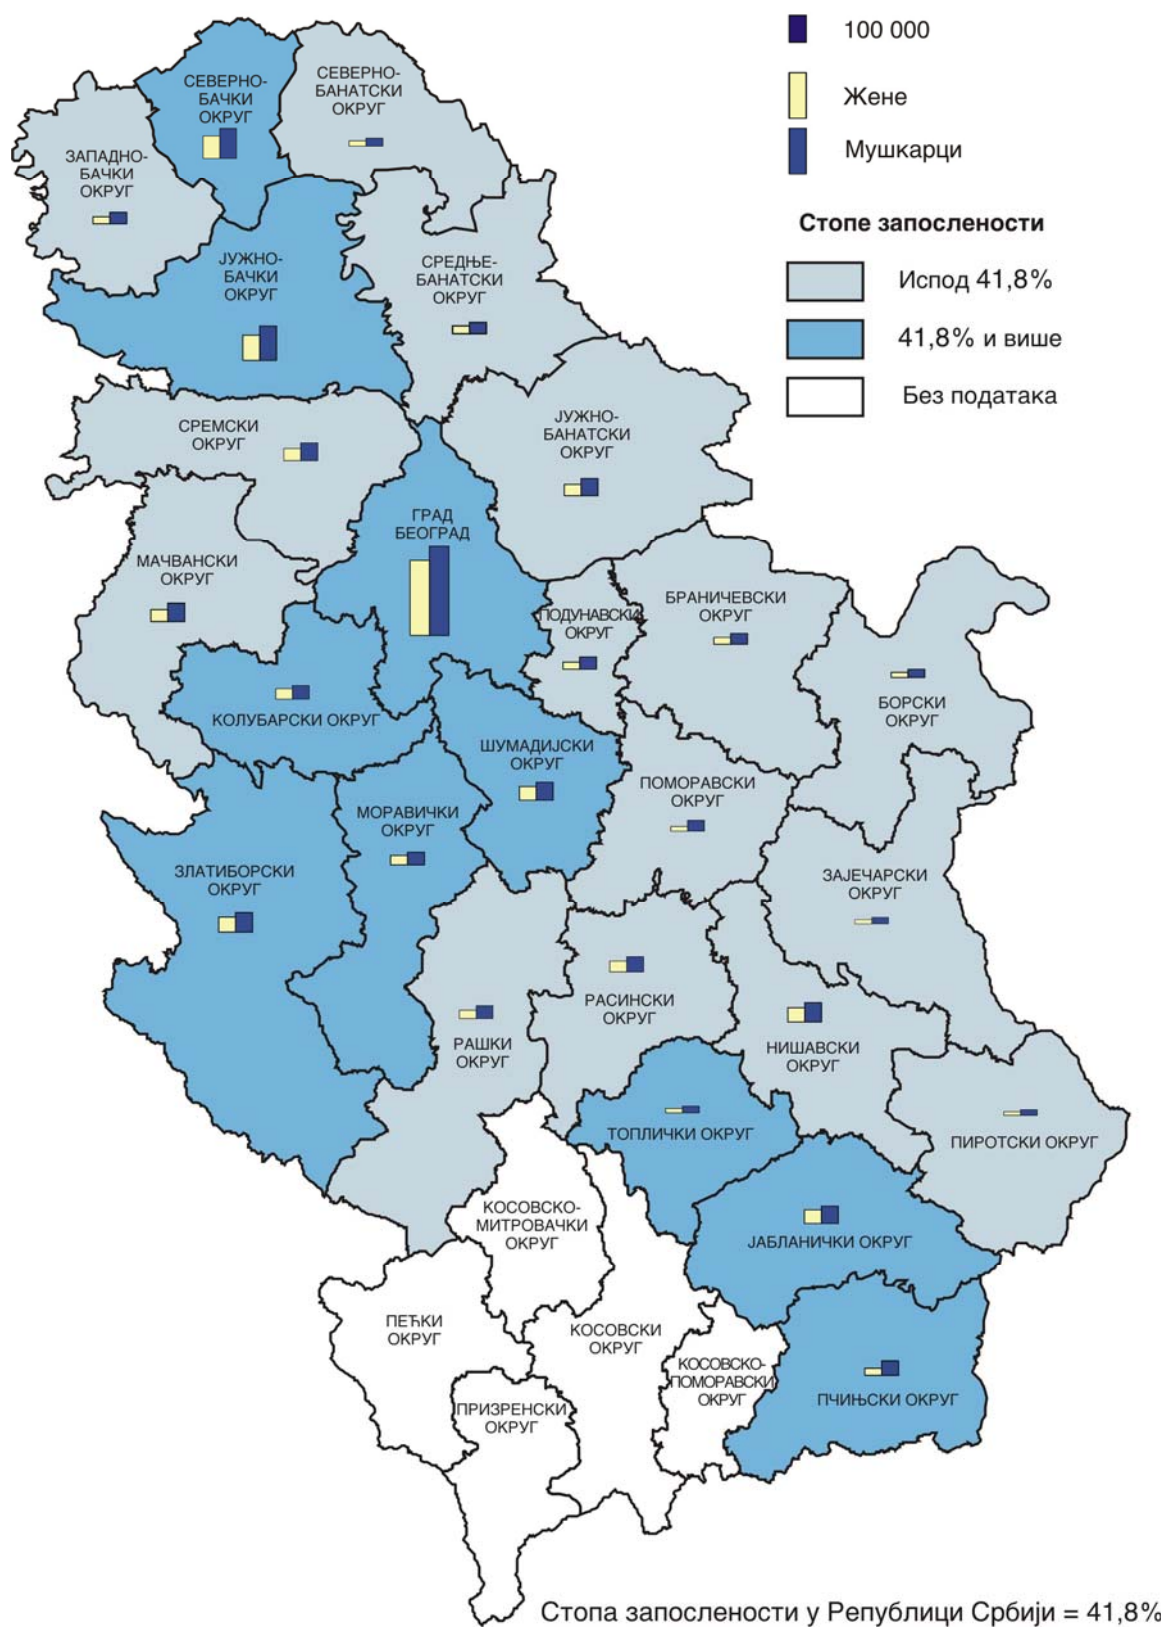 100 000
Жене
Мушкарци
Стопе запослености
Испод 41,8%
41,8% и више
Без података
СЕВЕРНО-
БАЧКИ
ОКРУГ
СЕВЕРНО-
БАНАТСКИ
ОКРУГ
ЗАПАДНО-
БАЧКИ
ОКРУГ
ЈУЖНО-
БАЧКИ
ОКРУГ
СРЕДЊЕ-
БАНАТСКИ
ОКРУГ
СРЕМСКИ
ОКРУГ
ЈУЖНО-
БАНАТСКИ
ОКРУГ
ГРАД
БЕОГРАД
МАЧВАНСКИ
ОКРУГ
ПОДУНАВСКИ
ОКРУГ
БРАНИЧЕВСКИ
ОКРУГ
БОРСКИ
ОКРУГ
КОЛУБАРСКИ ОКРУГ
ШУМАДИЈСКИ
ОКРУГ
ПОМОРАВСКИ
ОКРУГ
МОРАВИЧКИ
ОКРУГ
ЗЛАТИБОРСКИ
ОКРУГ
ЗАЈЕЧАРСКИ
ОКРУГ
РАСИНСКИ
ОКРУГ
РАШКИ
ОКРУГ
НИШАВСКИ
ОКРУГ
ТОПЛИЧКИ ОКРУГ
ПИРОТСКИ ОКРУГ
КОСОВСКО-
МИТРОВАЧКИ
ОКРУГ
ЈАБЛАНИЧКИ ОКРУГ
ПЕЋКИ
ОКРУГ
КОСОВСКИ
ОКРУГ
КОСОВСКО-
ПОМОРАВСКИ
ОКРУГ
ПЧИЊСКИ ОКРУГ
ПРИЗРЕНСКИ
ОКРУГ
Стопа запослености у Републици Србији = 41,8%